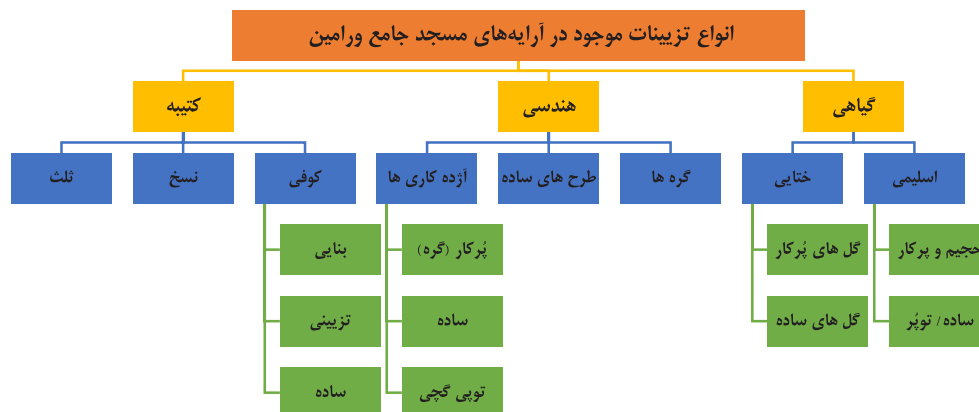 انواع تزیینات موجود در آرایه‌های مسجد جامع ورامین
گیاهی
هندسی
کتیبه
اسلیمی
ختایی
گره ها
طرح های ساده
آژده کاری ها
کوفی
نسخ
ثلث
حجیم و پرکار
گل های پُرکار
پُرکار (گره)
بنایی
ساده/ توپُر
گل های ساده
ساده
تزیینی
توپی گچی
ساده